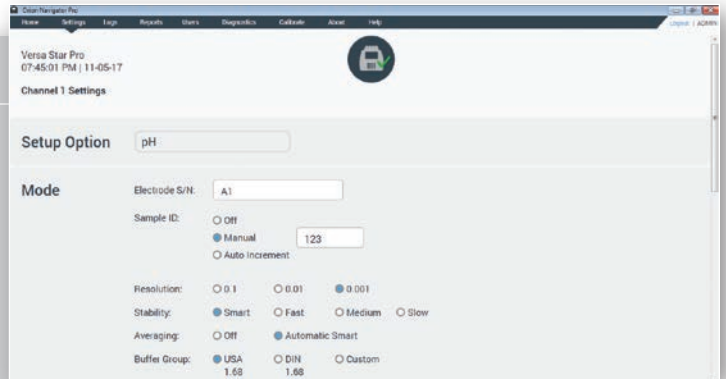 Orion Navigator Pro
Home Settings Logs Reports Users Diagnostics Calibrate About Help
Logout | ADMIN
Versa Star Pro
07:45:01 PM | 11-05-17
Channel 1 Settings
Setup Option pH
Mode Electrode S/N: A1
Sample ID: Off
Manual 123
Auto Increment
Resolution: 0.1 0.01 0.001
Stability: Smart Fast Medium Slow
Averaging: Off Automatic Smart
Buffer Group: USA DIN Custom
1.68 1.68